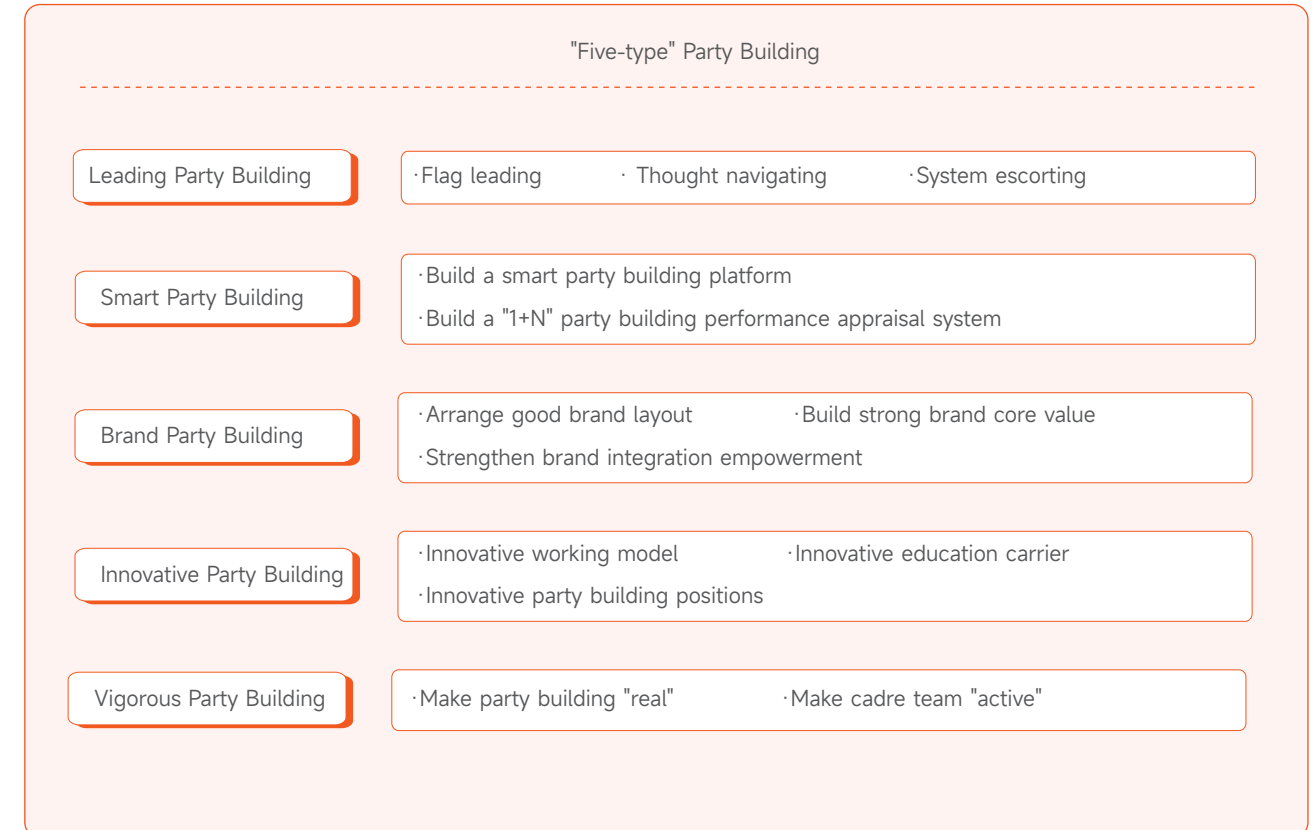 "Five-type" Party Building
Leading Party Building
·Flag leading · Thought navigating ·System escorting
Smart Party Building
·Build a smart party building platform
·Build a "1+N" party building performance appraisal system
Brand Party Building
·Arrange good brand layout ·Build strong brand core value
·Strengthen brand integration empowerment
Innovative Party Building
·Innovative working model ·Innovative education carrier
·Innovative party building positions
Vigorous Party Building
·Make party building "real" ·Make cadre team "active"